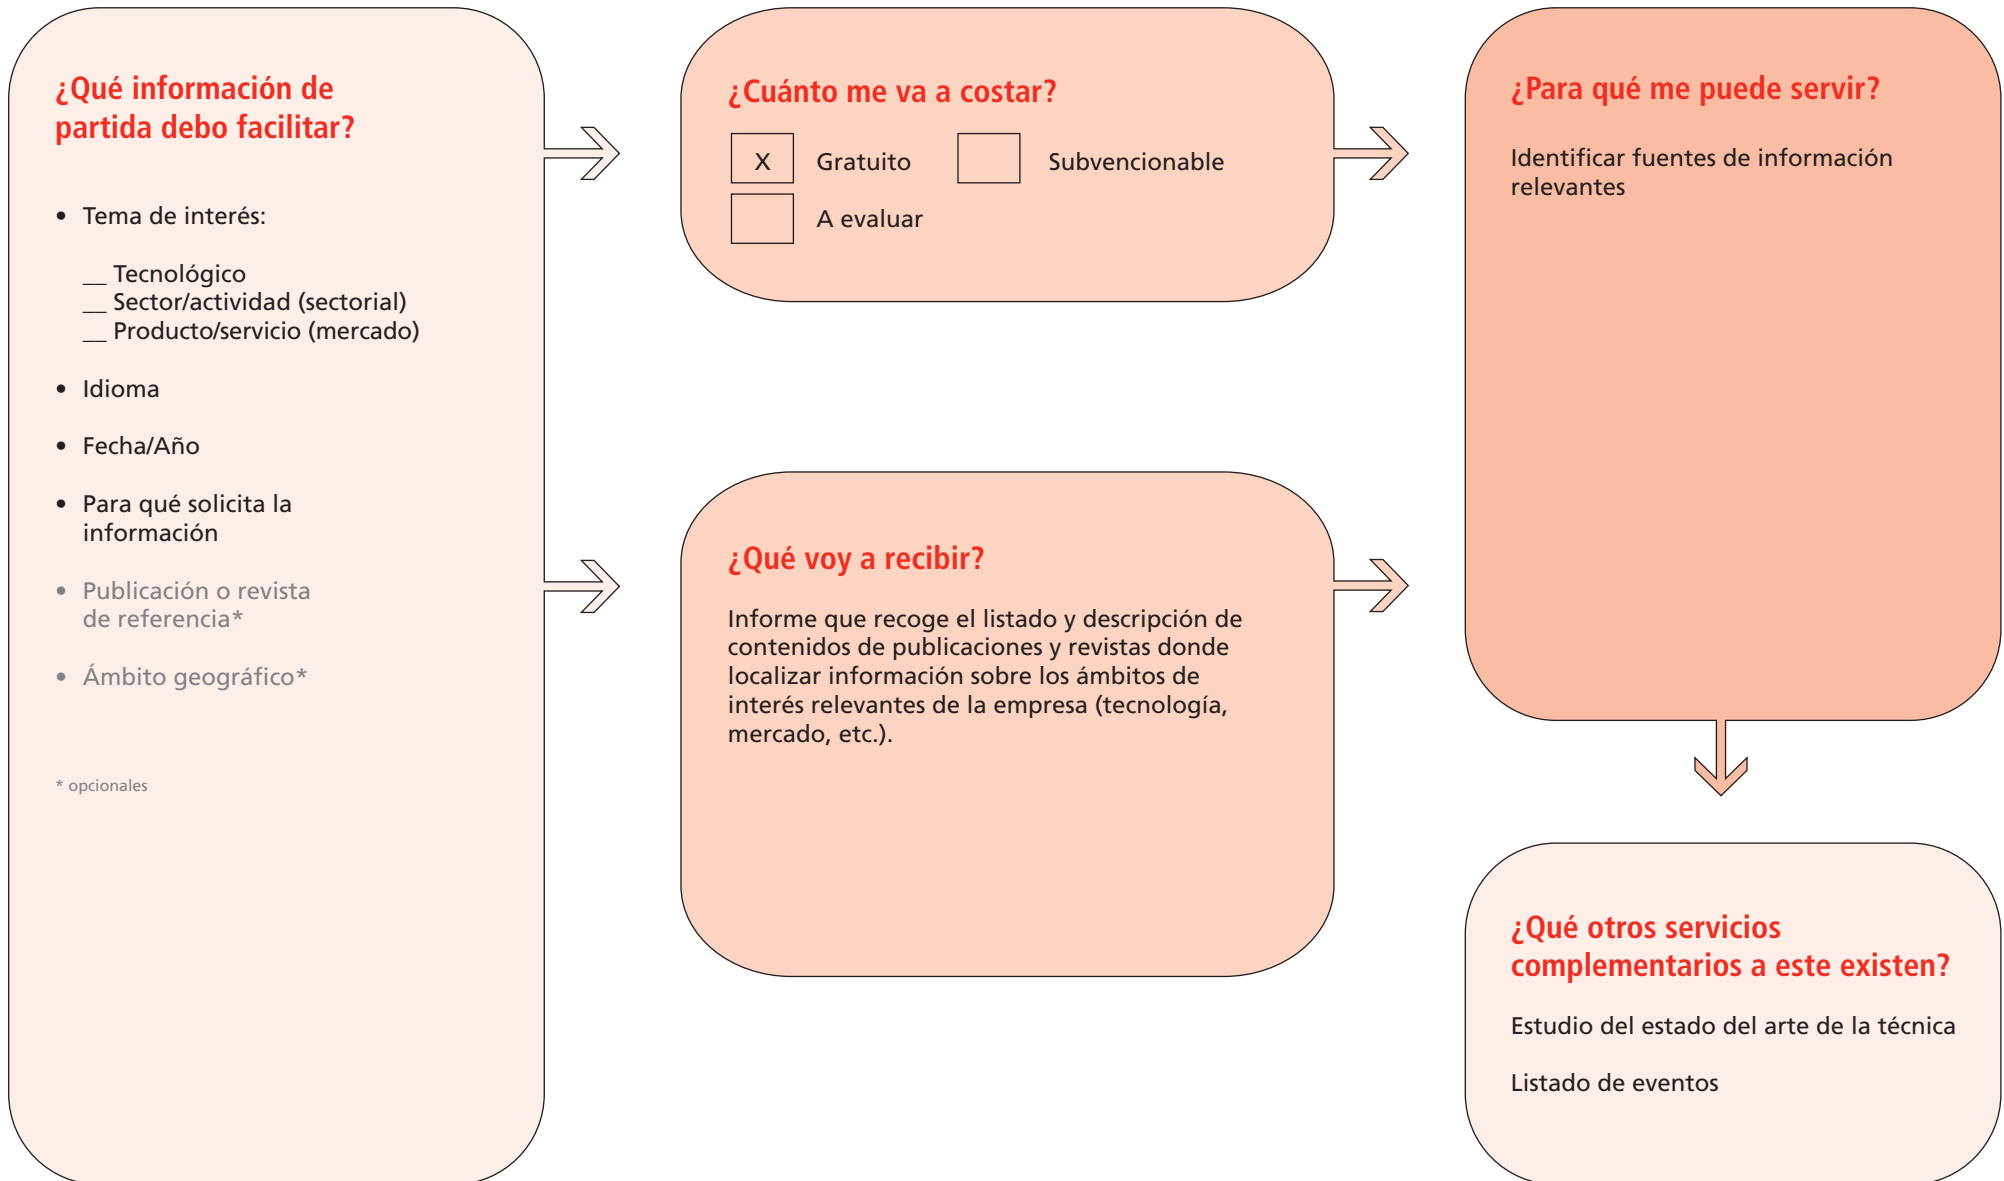 ¿Qué información de
partida debo facilitar?
• Tema de interés:
__ Tecnológico
__ Sector/actividad (sectorial)
__ Producto/servicio (mercado)
• Idioma
• Fecha/Año
• Para qué solicita la
información
• Publicación o revista
de referencia*
• Ámbito geográfico*
* opcionales
¿Cuánto me va a costar?
X Gratuito Subvencionable
A evaluar
¿Qué voy a recibir?
Informe que recoge el listado y descripción de
contenidos de publicaciones y revistas donde
localizar información sobre los ámbitos de
interés relevantes de la empresa (tecnología,
mercado, etc.).
¿Para qué me puede servir?
Identificar fuentes de información
relevantes
¿Qué otros servicios
complementarios a este existen?
Estudio del estado del arte de la técnica
Listado de eventos